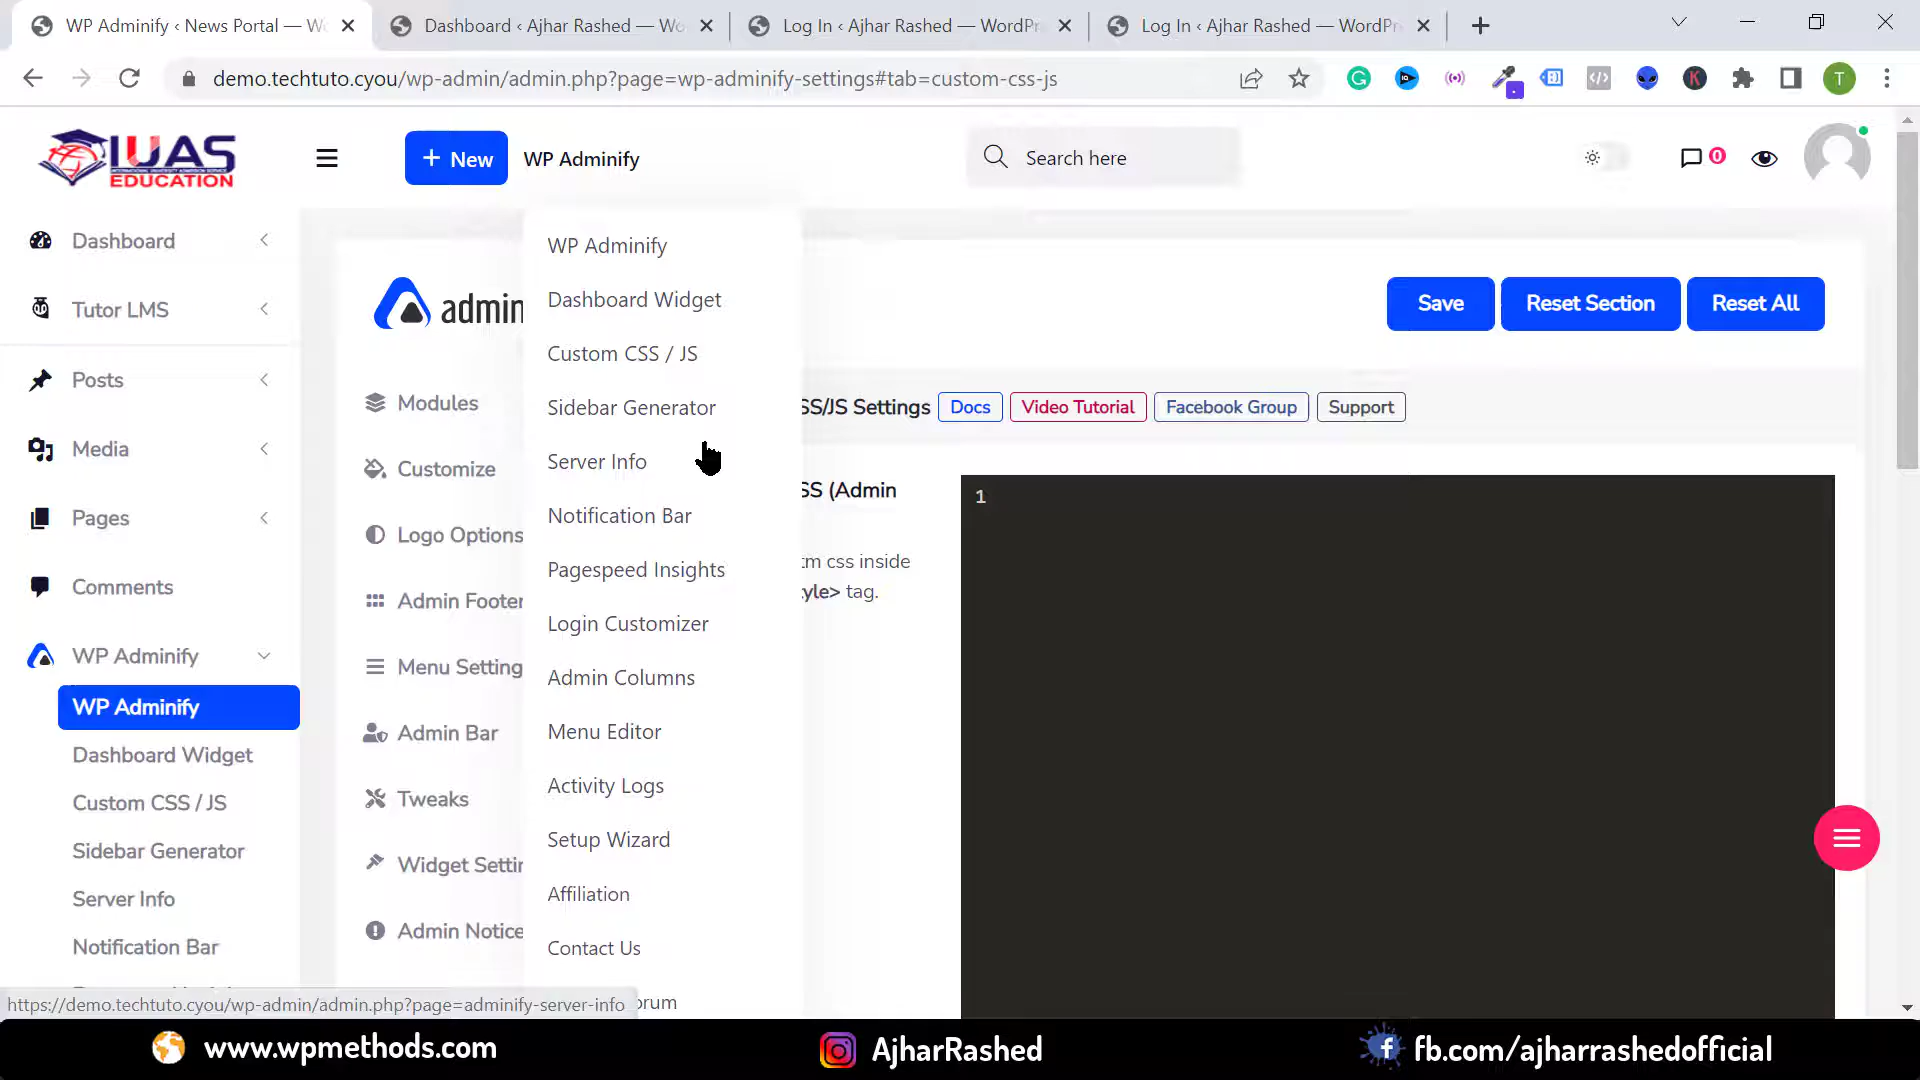 WP Adminify ‹ News Portal — W
Dashboard ‹ Ajhar Rashed — Wo
Log In ‹ Ajhar Rashed — WordPr
Log In ‹ Ajhar Rashed — WordPr
demo.techtuto.cyou/wp-admin/admin.php?page=wp-adminify-settings#tab=custom-css-js
T
IUAS
EDUCATION
+ New
WP Adminify
Search here
0
Dashboard
Tutor LMS
Posts
Media
Pages
Comments
WP Adminify
WP Adminify
Dashboard Widget
Custom CSS / JS
Sidebar Generator
Server Info
Notification Bar
admin
Modules
Customize
Logo Options
Admin Footer
Menu Setting
Admin Bar
Tweaks
Widget Settin
Admin Notice
WP Adminify
Dashboard Widget
Custom CSS / JS
Sidebar Generator
Server Info
Notification Bar
Pagespeed Insights
Login Customizer
Admin Columns
Menu Editor
Activity Logs
Setup Wizard
Affiliation
Contact Us
orum
Save
Reset Section
Reset All
SS/JS Settings
Docs
Video Tutorial
Facebook Group
Support
SS (Admin
tm css inside
yle> tag.
1
https://demo.techtuto.cyou/wp-admin/admin.php?page=adminify-server-info
www.wpmethods.com
AjharRashed
fb.com/ajharrashedofficial